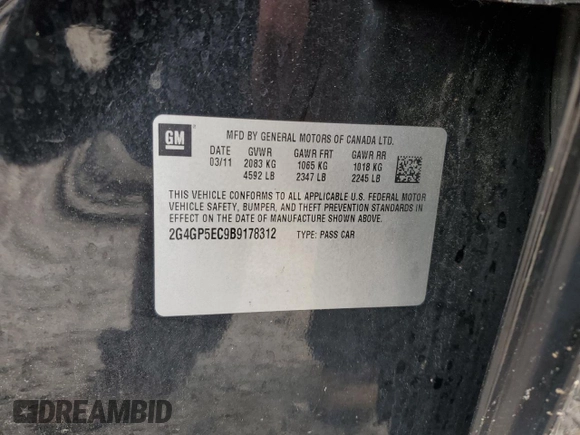 GM
MFD BY GENERAL MOTORS OF CANADA LTD.
DATE GVWR GAWR FRT GAWR RR
03/11 2083 KG 1065 KG 1018 KG
4592 LB 2347 LB 2245 LB
THIS VEHICLE CONFORMS TO ALL APPLICABLE U.S. FEDERAL MOTOR
VEHICLE SAFETY, BUMPER, AND THEFT PREVENTION STANDARDS IN
EFFECT ON THE DATE OF MANUFACTURE SHOWN ABOVE.
2G4GP5EC9B9178312 TYPE: PASS CAR
DREAMBID